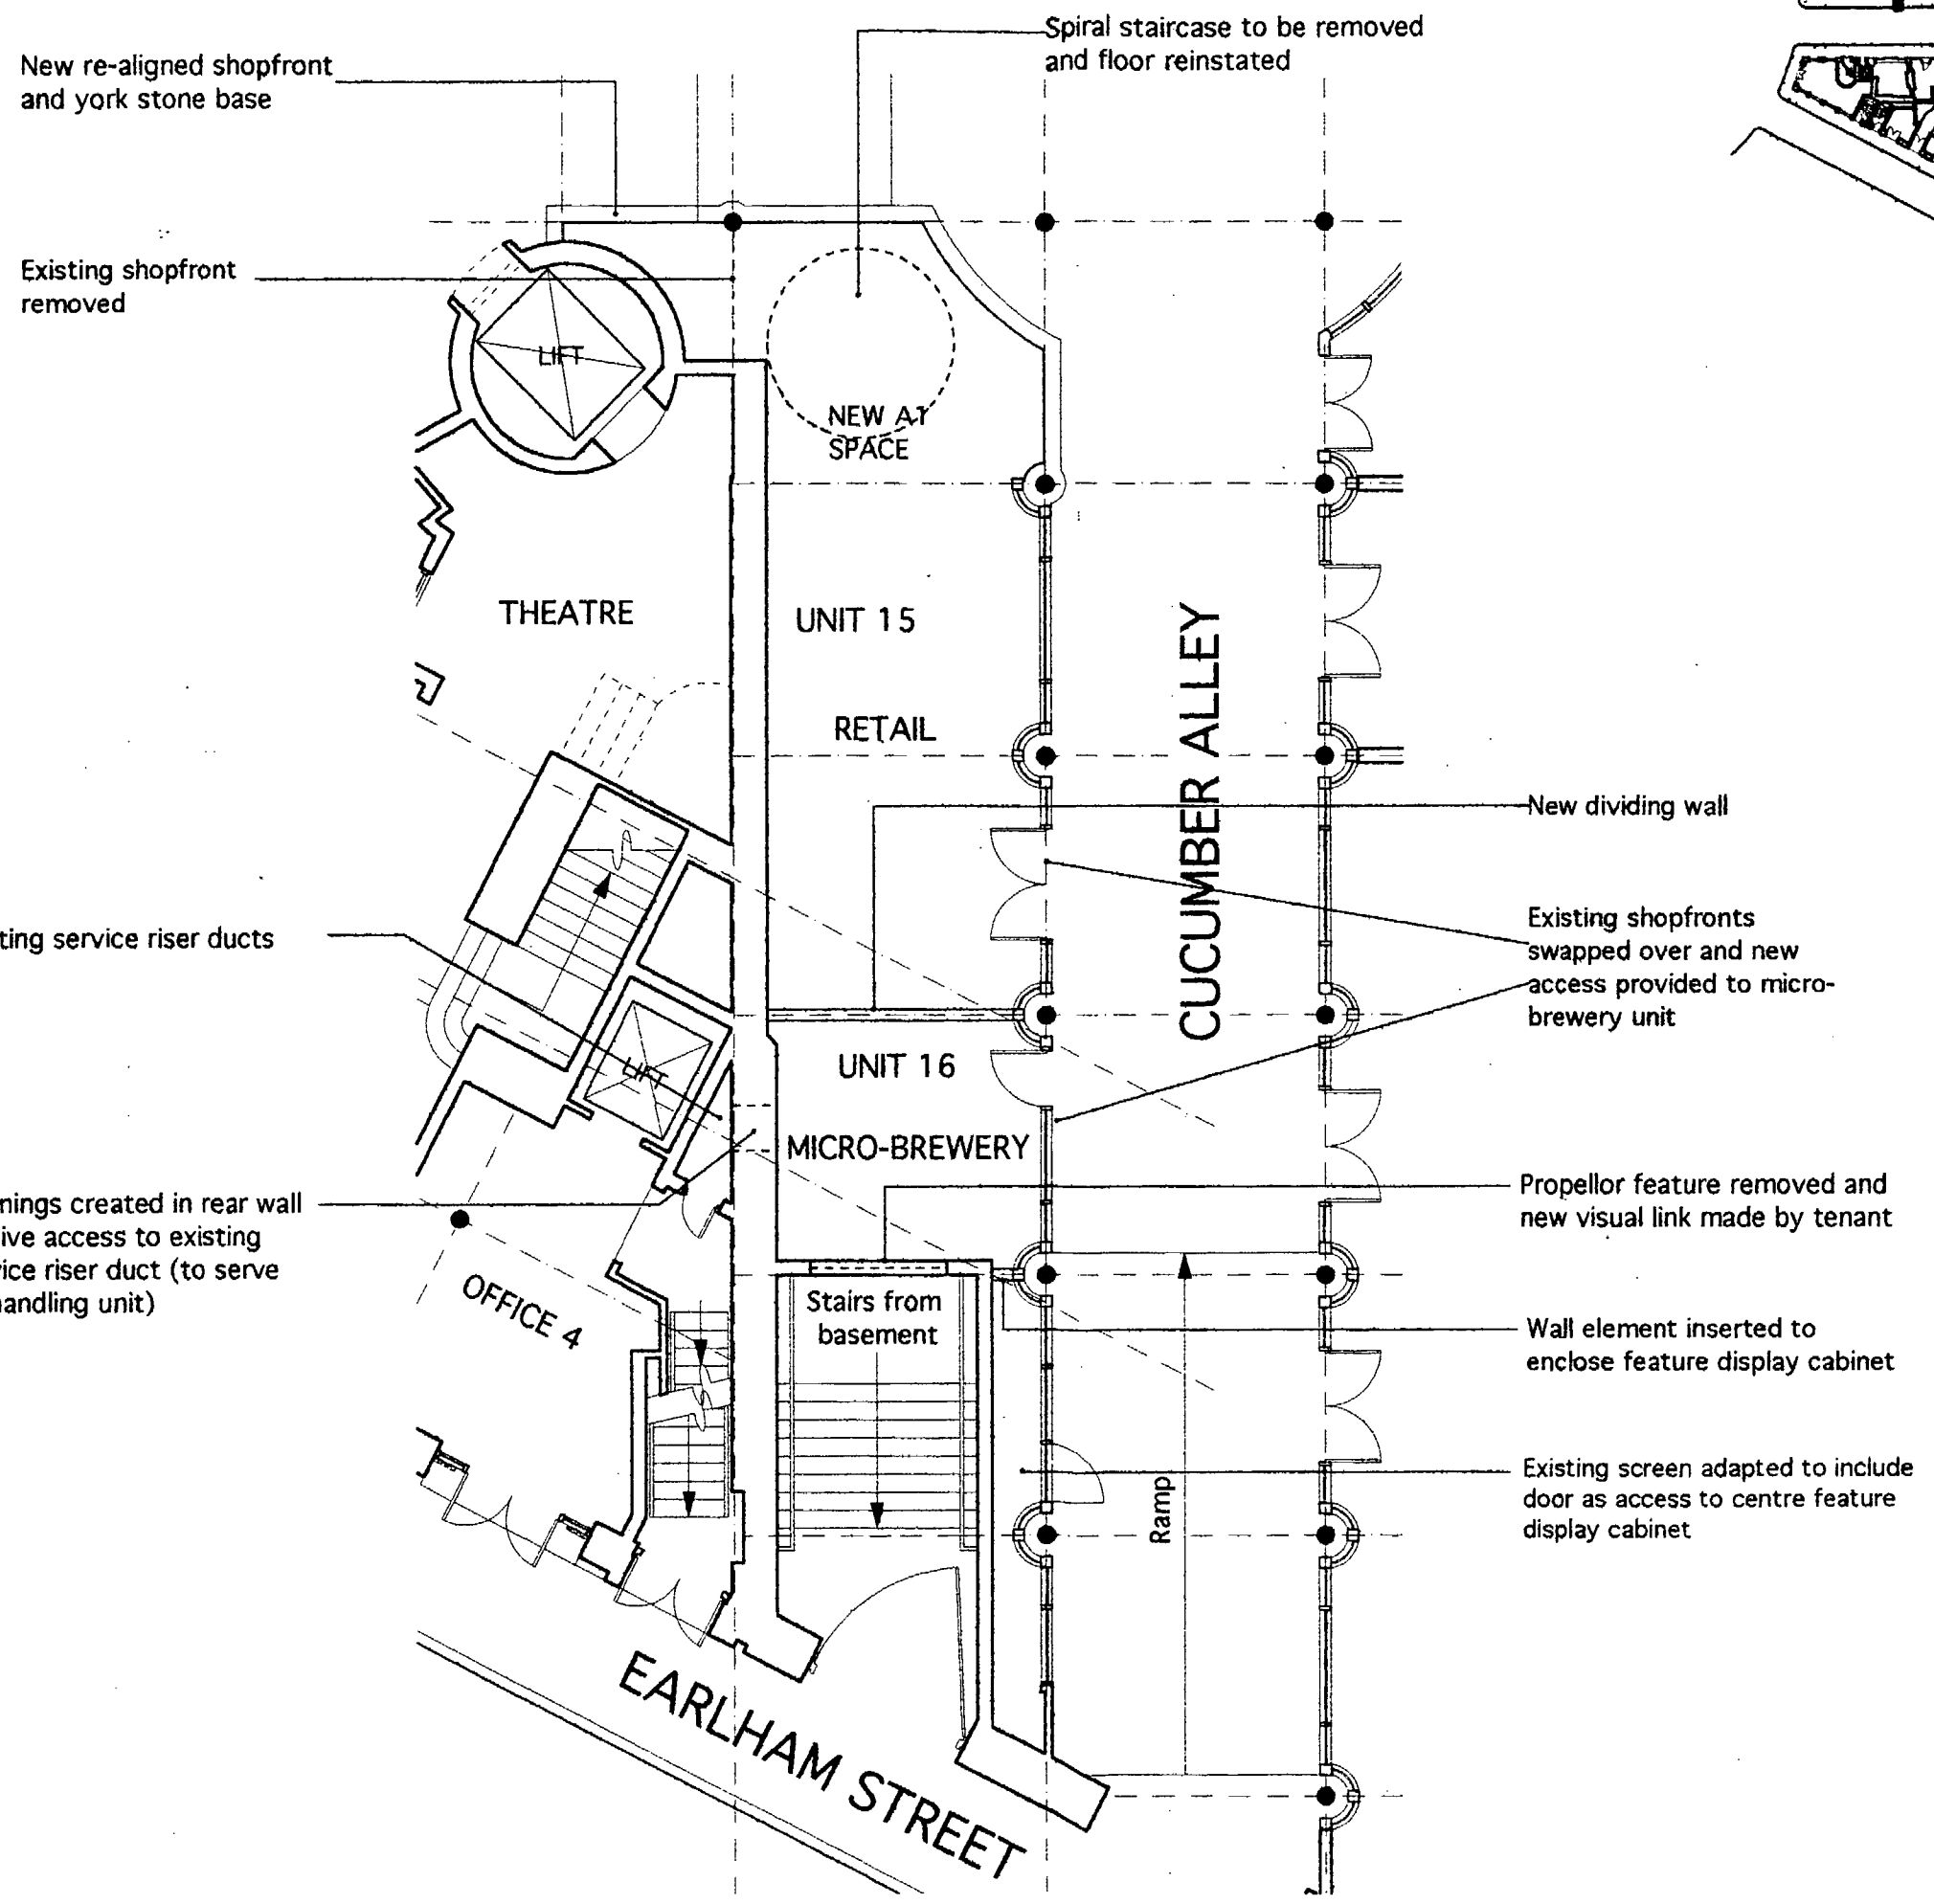 Spiral staircase to be removed
and floor reinstated
New re-aligned shopfront
and york stone base
Existing shopfront
removed
LIFT
NEW A1
SPACE
THEATRE
UNIT 15
RETAIL
CUCUMBER ALLEY
New dividing wall
Existing shopfronts
swapped over and new
access provided to micro-
brewery unit
ting service riser ducts
UNIT 16
LIFT
MICRO-BREWERY
Propellor feature removed and
new visual link made by tenant
nings created in rear wall
ive access to existing
ice riser duct (to serve
handling unit)
OFFICE 4
Stairs from
basement
Wall element inserted to
enclose feature display cabinet
Ramp
Existing screen adapted to include
door as access to centre feature
display cabinet
EARLHAM STREET